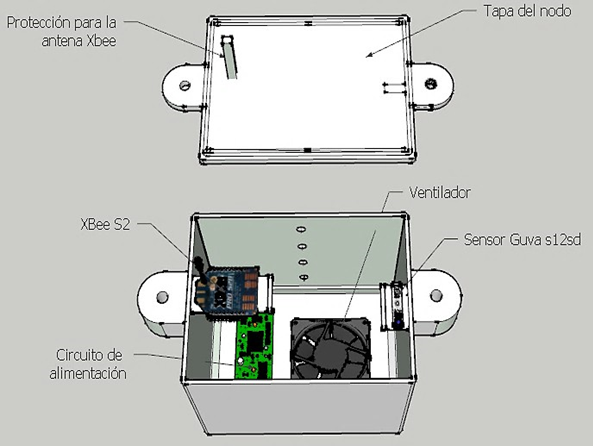 Protección para la
antena Xbee
Tapa del nodo
Ventilador
XBee S2
Sensor Guva s12sd
Circuito de
alimentación